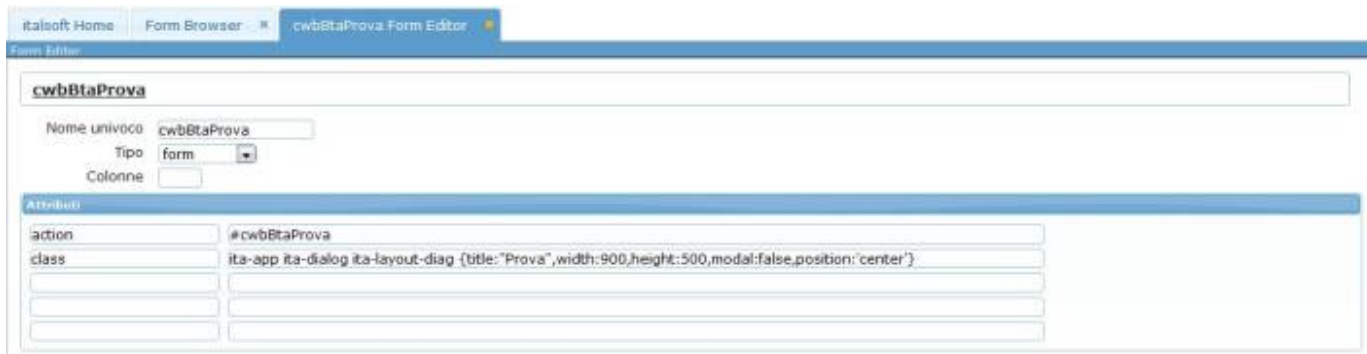 italsoft Home Form Browser cwbBtaProva Form Editor
Form Editor
cwbBtaProva
Nome univoco cwbBtaProva
Tipo form
Colonne
Attributi
action #cwbBtaProva
class ita-app ita-dialog ita-layout-diag {title:"Prova",width:900,height:500,modal:false,position:'center'}